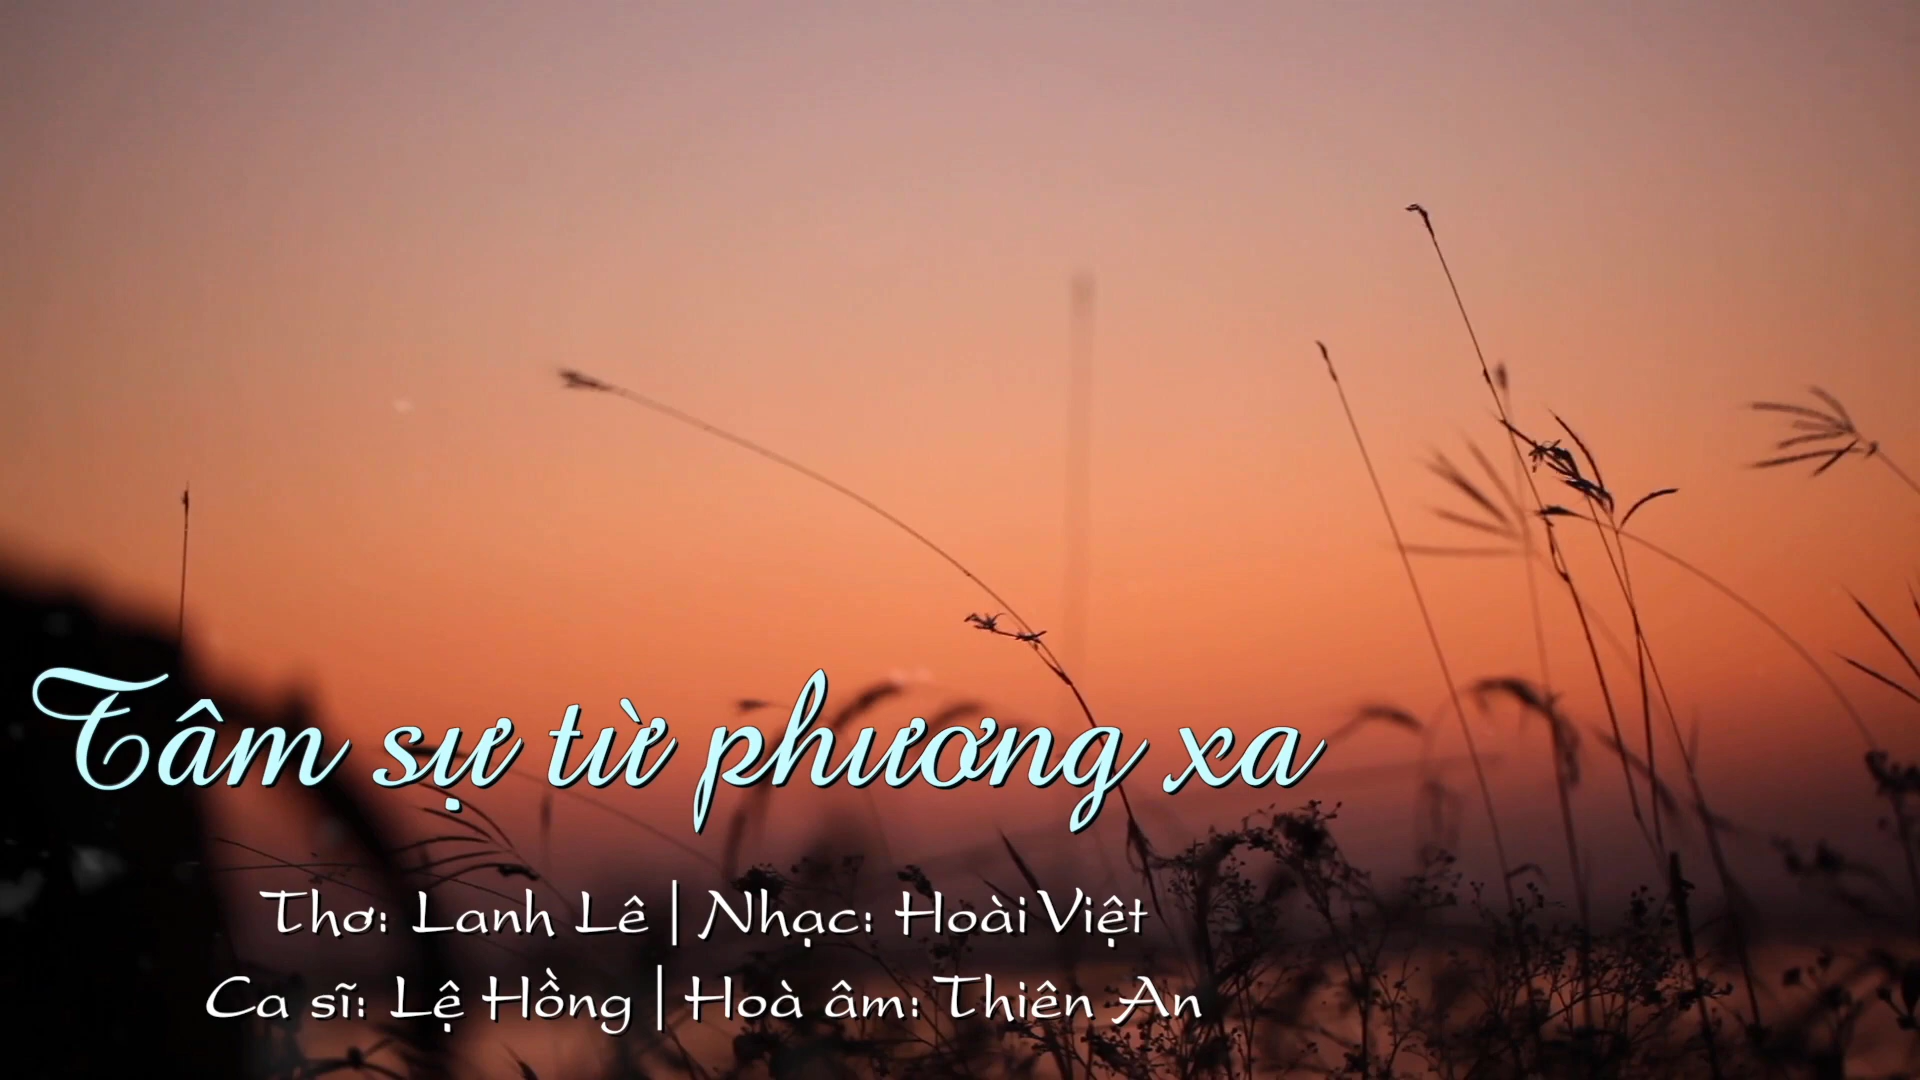 Tâm sự từ phương xa
Thơ: Lanh Lê | Nhạc: Hoài Việt
Ca sĩ: Lệ Hồng | Hoà âm: Thiên An